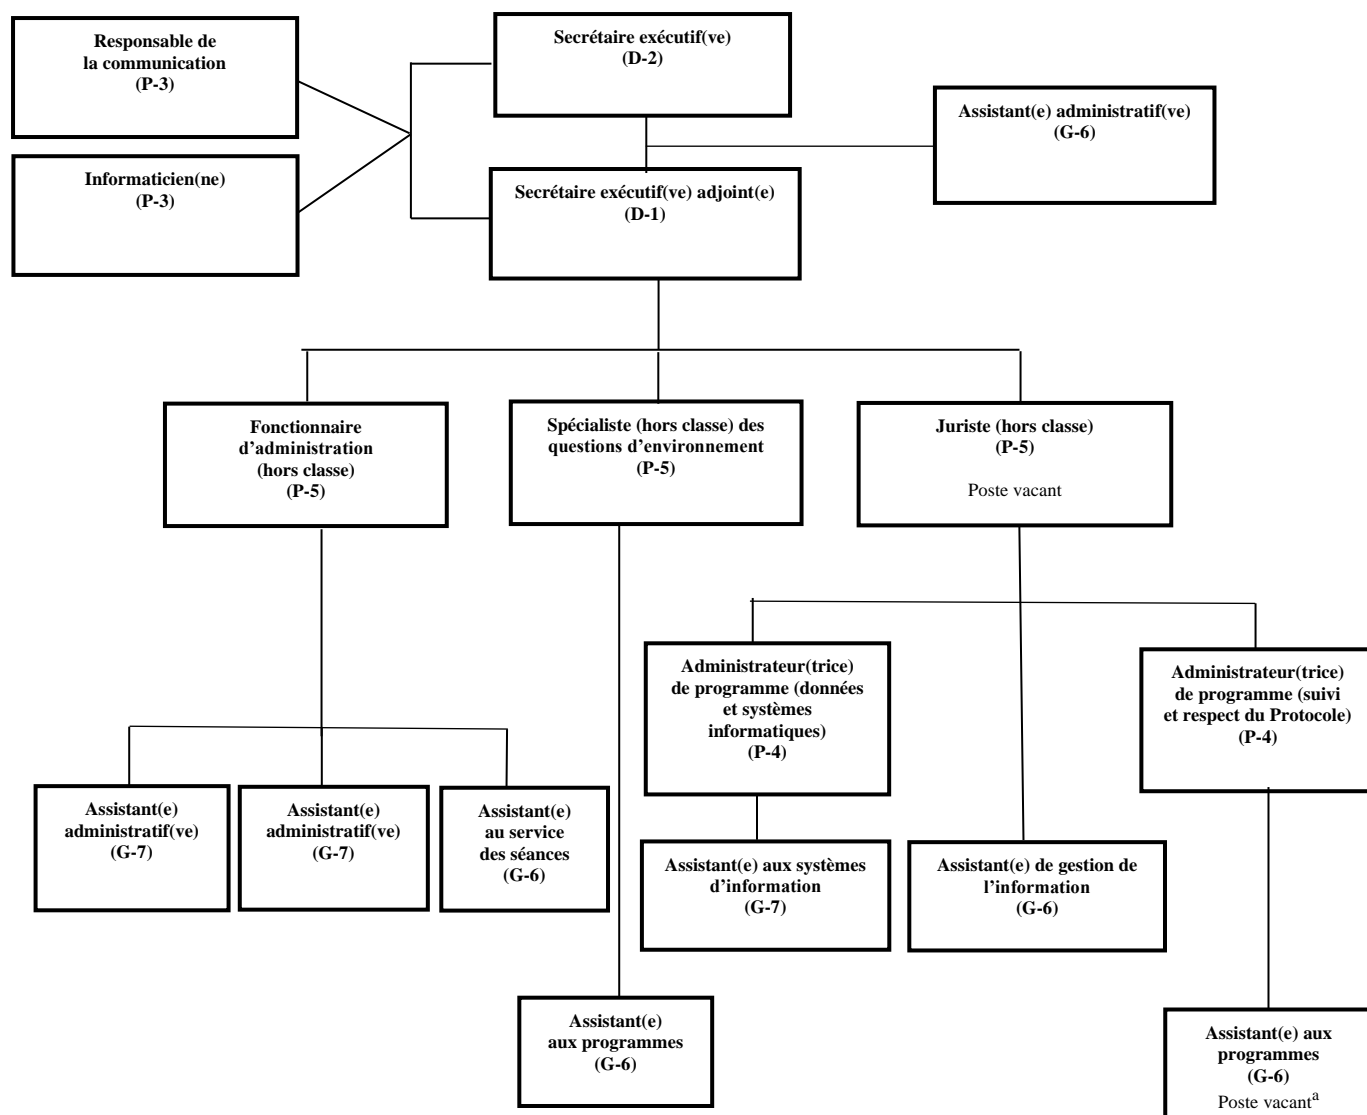 Responsable de
la communication
(P-3)
Secrétaire exécutif(ve)
(D-2)
Assistant(e) administratif(ve)
(G-6)
Informaticien(ne)
(P-3)
Secrétaire exécutif(ve) adjoint(e)
(D-1)
Fonctionnaire
d’administration
(hors classe)
(P-5)
Spécialiste (hors classe) des
questions d’environnement
(P-5)
Juriste (hors classe)
(P-5)
Poste vacant
Administrateur(trice)
de programme (données
et systèmes
informatiques)
(P-4)
Administrateur(trice)
de programme (suivi
et respect du Protocole)
(P-4)
Assistant(e)
administratif(ve)
(G-7)
Assistant(e)
administratif(ve)
(G-7)
Assistant(e)
au service
des séances
(G-6)
Assistant(e) aux systèmes
d’information
(G-7)
Assistant(e) de gestion de
l’information
(G-6)
Assistant(e)
aux programmes
(G-6)
Assistant(e) aux
programmes
(G-6)
Poste vacant^a